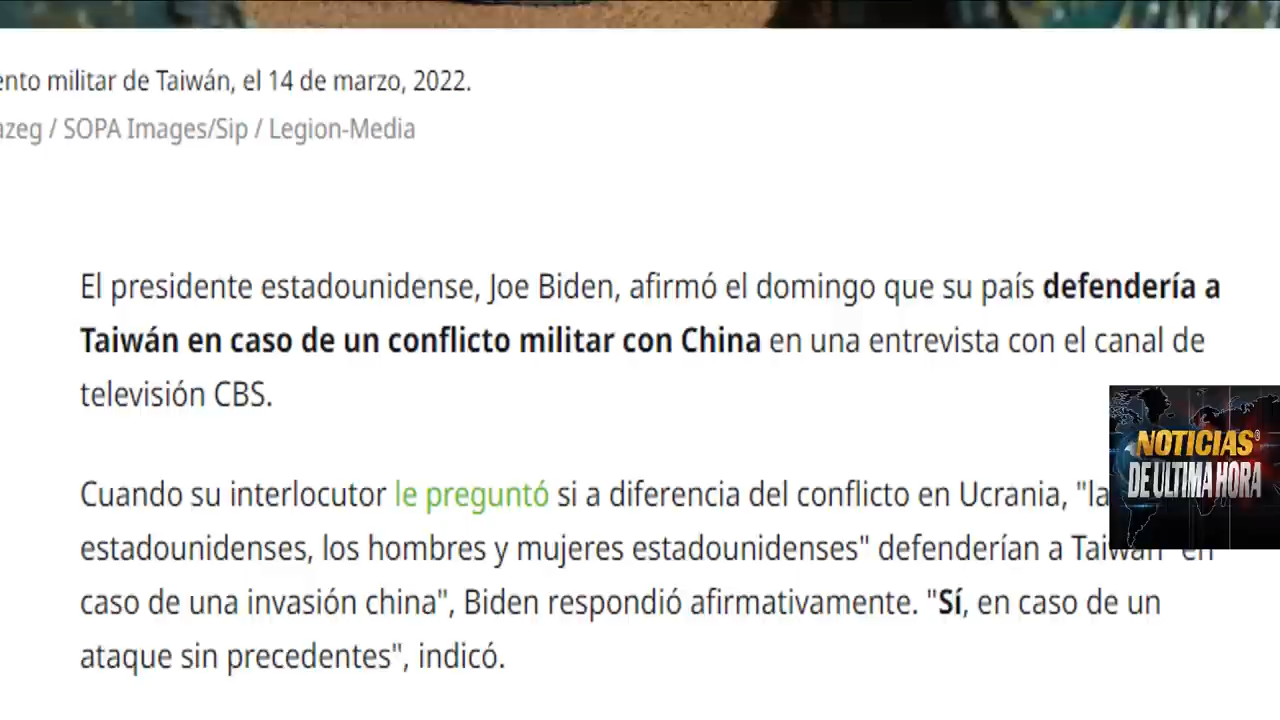 ento militar de Taiwán, el 14 de marzo, 2022.
azeg / SOPA Images/Sip / Legion-Media
El presidente estadounidense, Joe Biden, afirmó el domingo que su país defendería a
Taiwán en caso de un conflicto militar con China en una entrevista con el canal de
televisión CBS.
NOTICIAS®
DE ULTIMA HORA
Cuando su interlocutor le preguntó si a diferencia del conflicto en Ucrania, "la
estadounidenses, los hombres y mujeres estadounidenses" defenderían a Taiwán "en
caso de una invasión china", Biden respondió afirmativamente. "Sí, en caso de un
ataque sin precedentes", indicó.